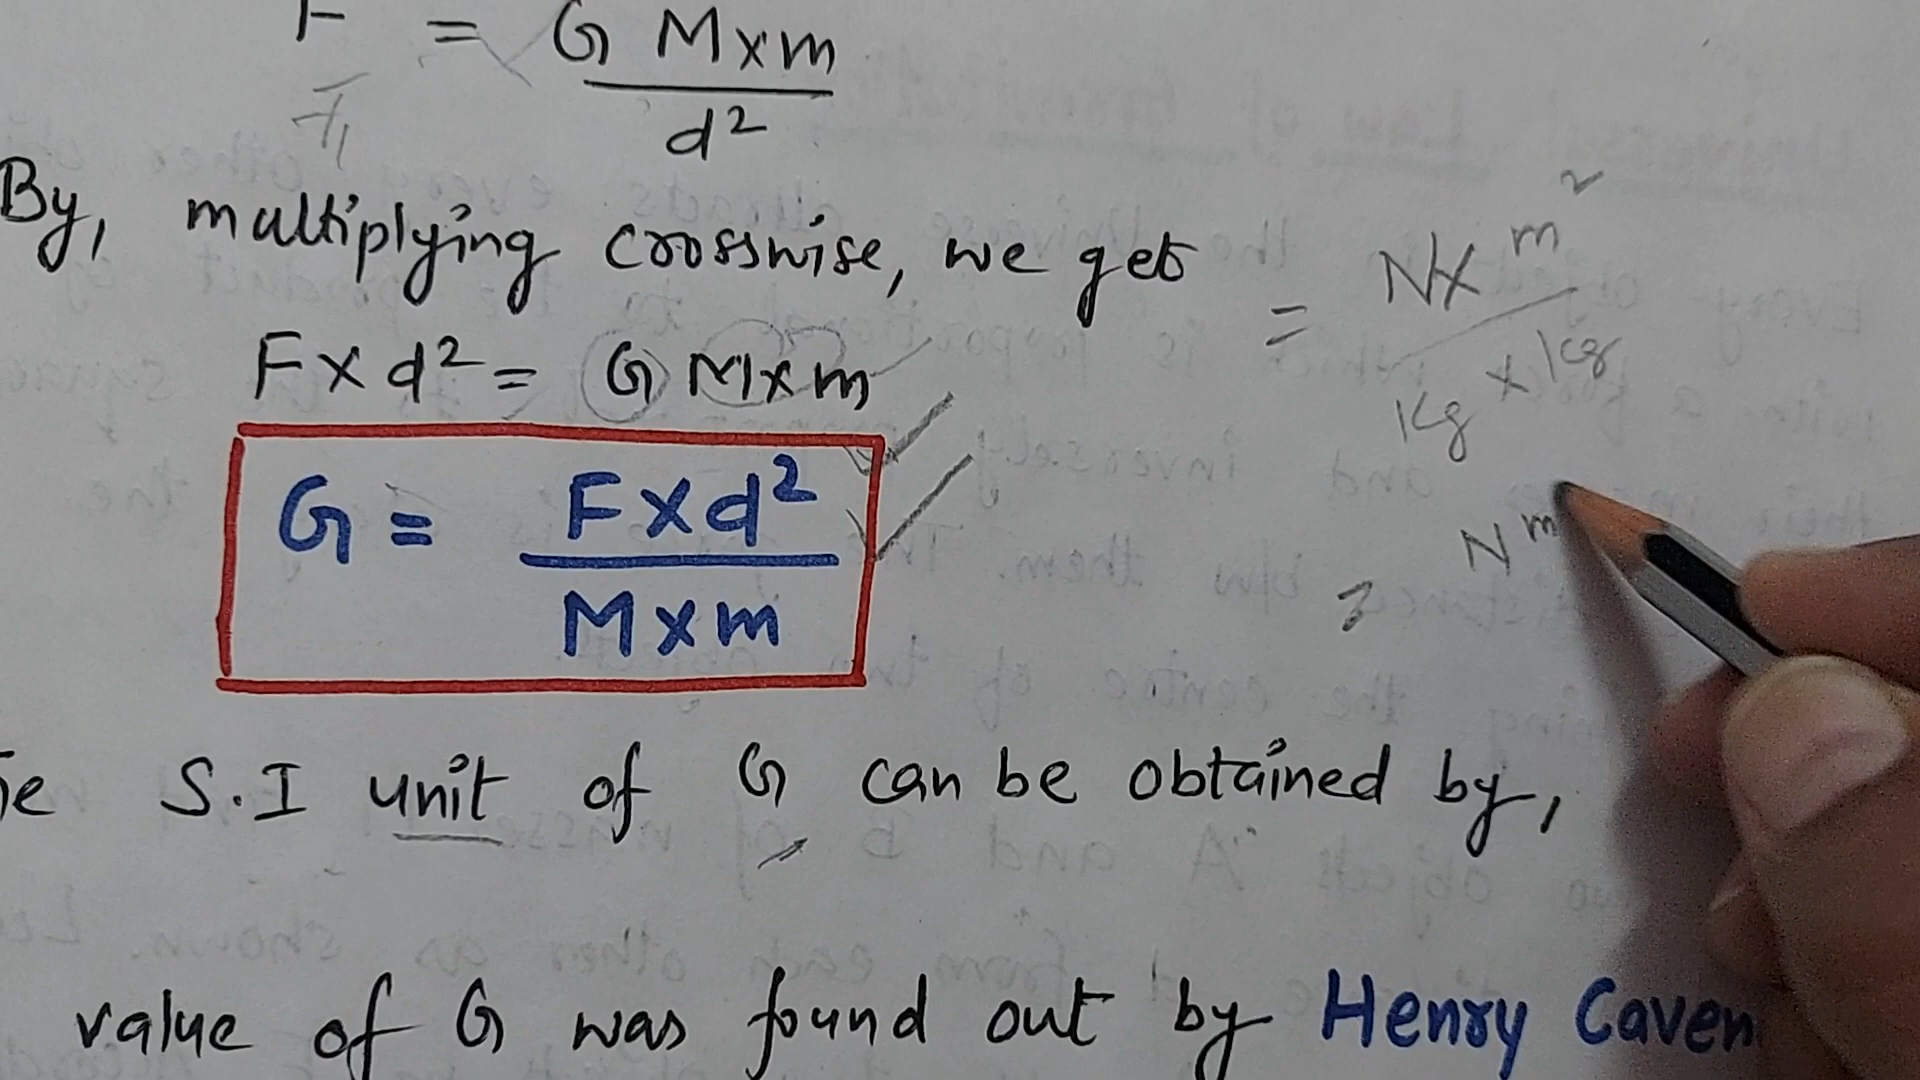 F = G M x m
d²
By, multiplying crosswise, we get
F x d² = G M x m
G = F x d²
M x m
= N x m²
Kg x kg
= N m
S.I unit of G can be obtained by,
value of G was found out by Henry Caven